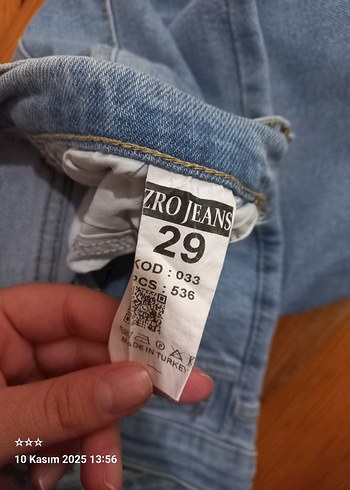 ZRO JEANS
29
KOD : 033
PCS : 536
MADE IN TURKEY
☆☆☆
10 Kasım 2025 13:56